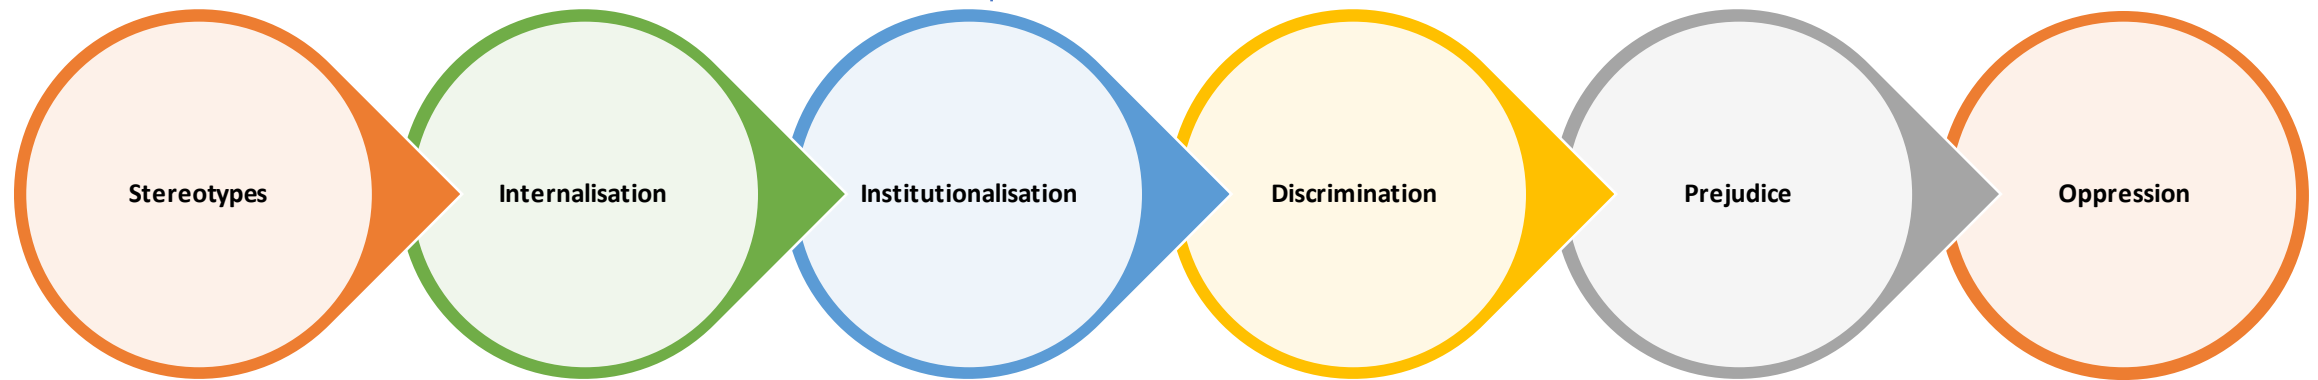 Stereotypes
Internalisation
Institutionalisation
Discrimination
Prejudice
Oppression